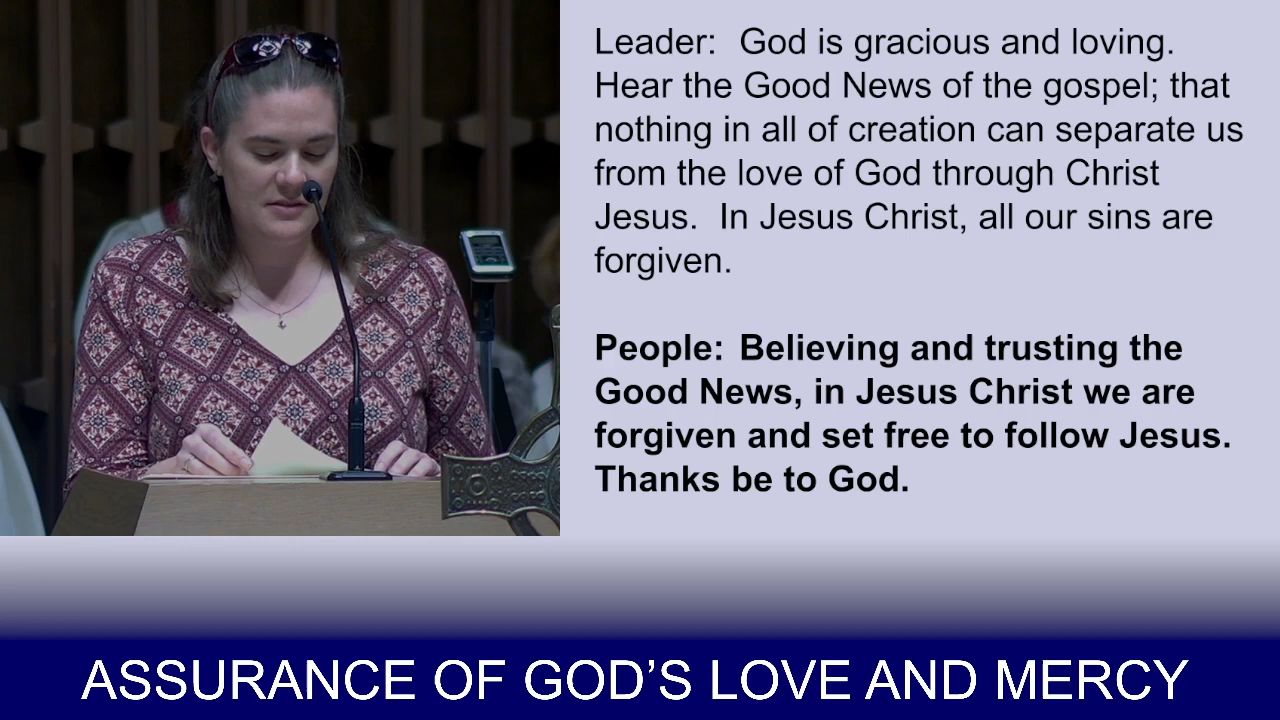 Leader: God is gracious and loving.
Hear the Good News of the gospel; that
nothing in all of creation can separate us
from the love of God through Christ
Jesus. In Jesus Christ, all our sins are
forgiven.
People: Believing and trusting the
Good News, in Jesus Christ we are
forgiven and set free to follow Jesus.
Thanks be to God.
ASSURANCE OF GOD’S LOVE AND MERCY